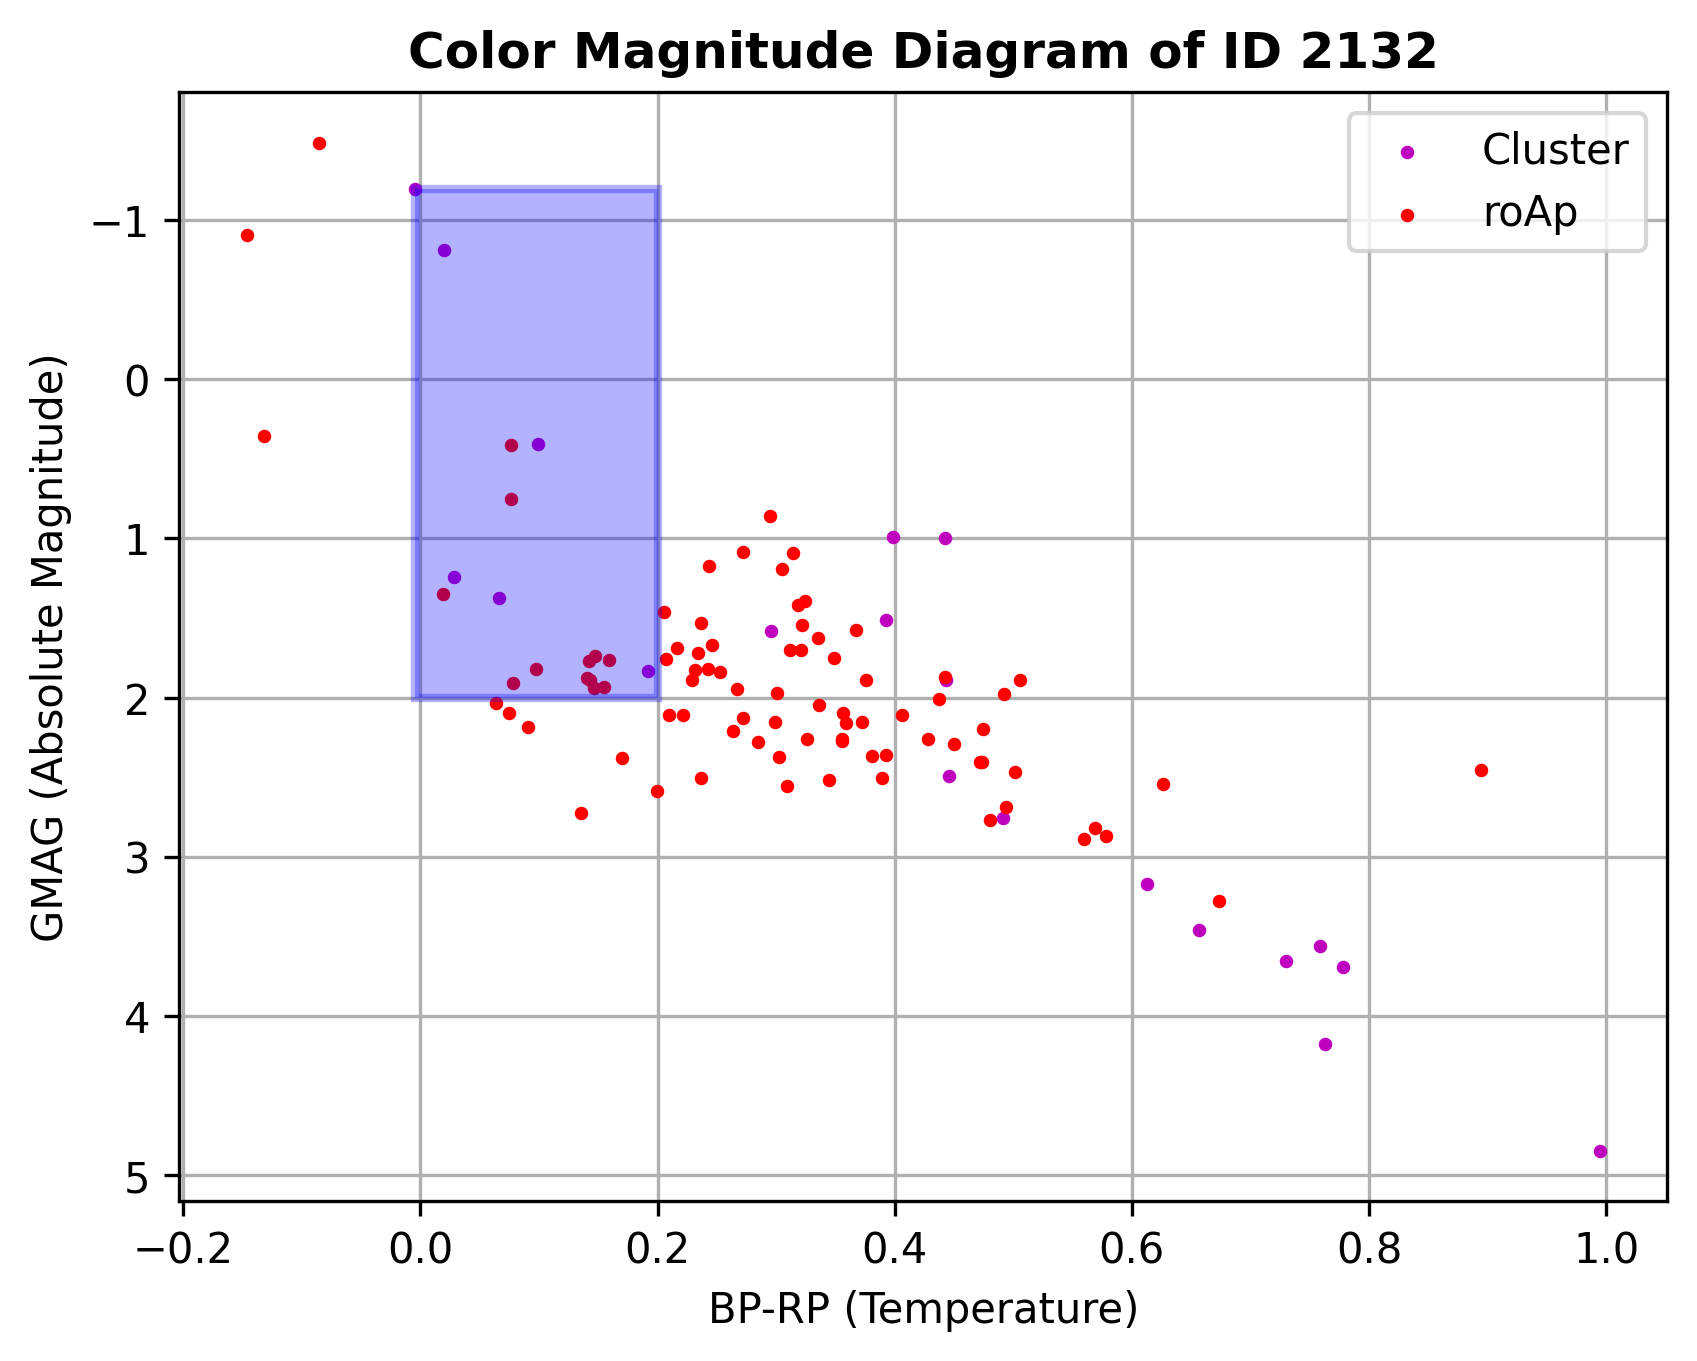 Color Magnitude Diagram of ID 2132
Cluster
roAp
GMAG (Absolute Magnitude)
−1
0
1
2
3
4
5
−0.2 0.0 0.2 0.4 0.6 0.8 1.0
BP-RP (Temperature)